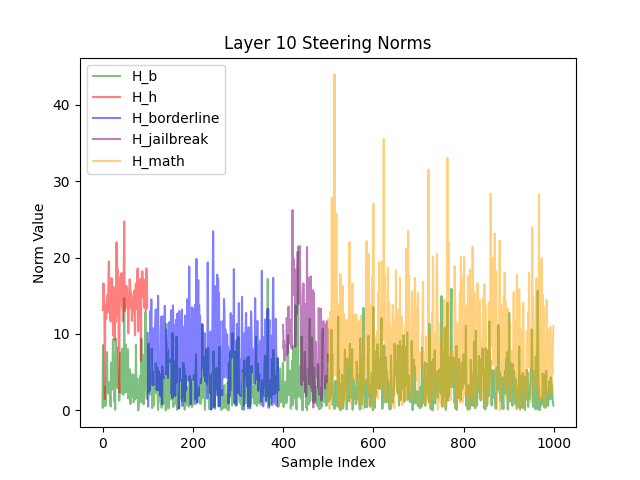 Layer 10 Steering Norms
H_b
H_h
H_borderline
H_jailbreak
H_math
Norm Value
40
30
20
10
0
0
200
400
600
800
1000
Sample Index